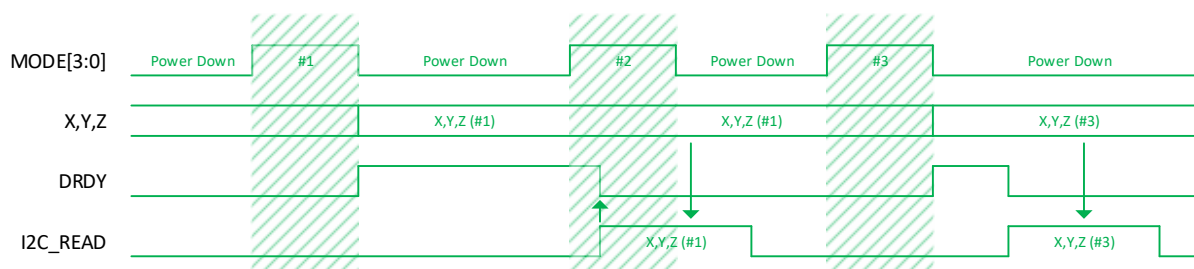 MODE[3:0] Power Down #1 Power Down #2 Power Down #3 Power Down
X,Y,Z X,Y,Z (#1) X,Y,Z (#1) X,Y,Z (#3)
DRDY
I2C_READ X,Y,Z (#1) X,Y,Z (#3)